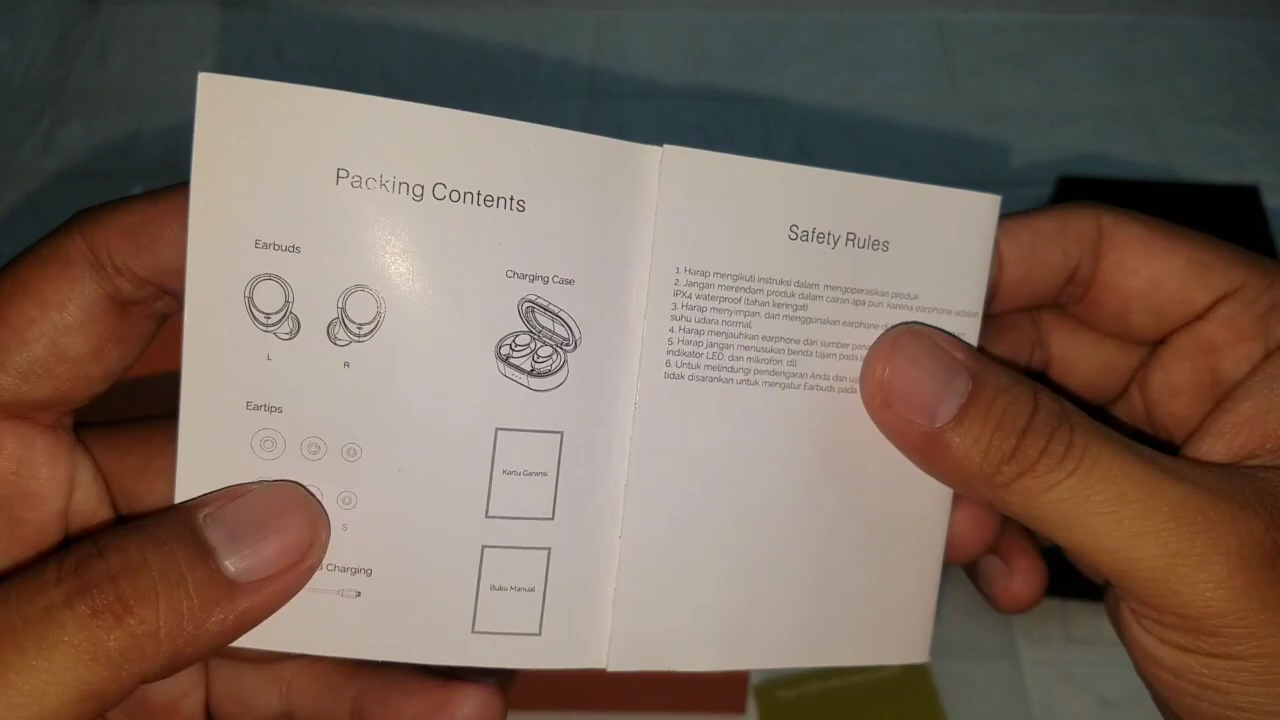 Packing Contents
Earbuds
L
R
Charging Case
Eartips
S
Charging
Kartu Garansi
Buku Manual
Safety Rules
1. Harap mengikuti instruksi dalam mengoperasikan produk
2. Jangan merendam produk dalam cairan apa pun, karena earphone adalah
IPX4 waterproof (tahan keringat)
3. Harap menyimpan, dan menggunakan earphone
suhu udara normal.
4. Harap menjauhkan earphone dari sumber
5. Harap jangan menusukan benda tajam pada
indikator LED, dan mikrofon, dll.
6. Untuk melindungi pendengaran Anda dan
tidak disarankan untuk mengatur Earbuds pada